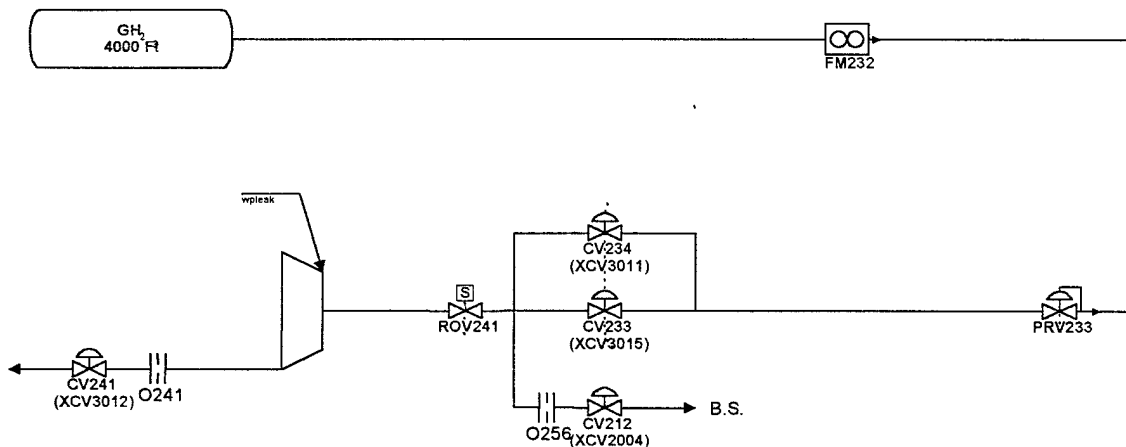 GH2
4000 Ft
FM232
wpleak
CV234
(XCV3011)
S
ROV241
CV233
(XCV3015)
PRV233
CV241
(XCV3012)
O241
O256
CV212
(XCV2004)
B.S.